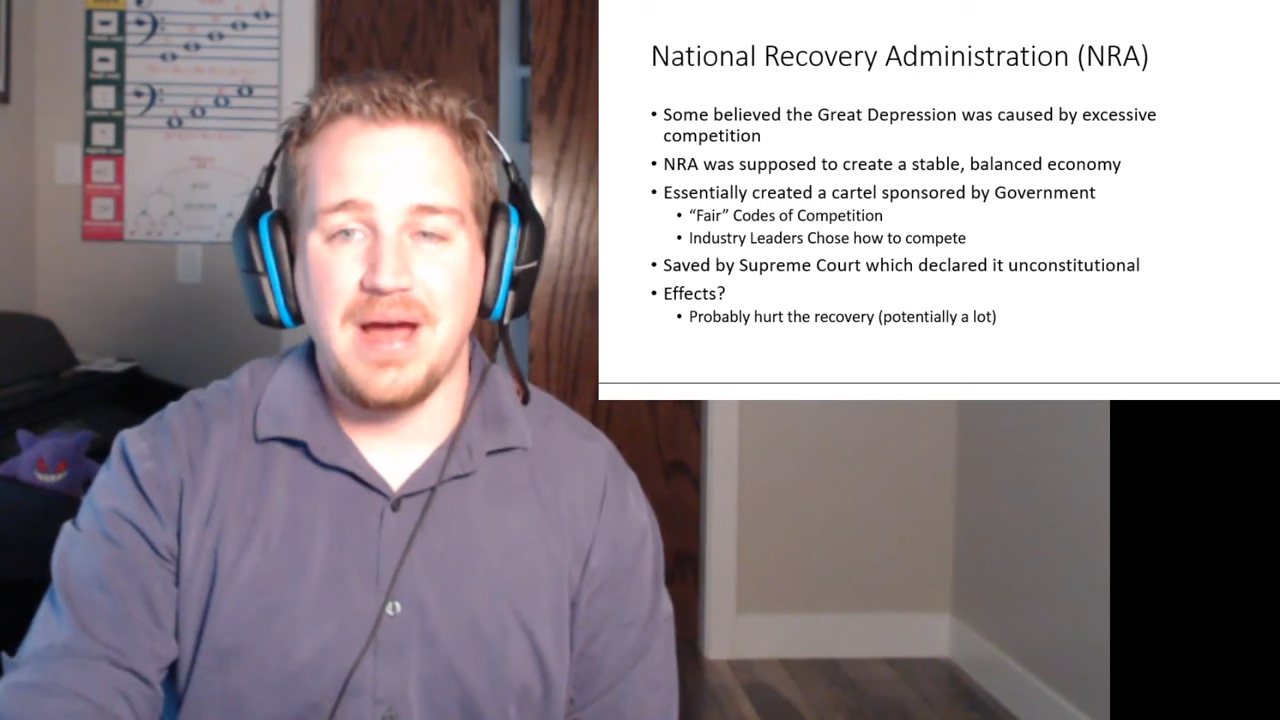 National Recovery Administration (NRA)
• Some believed the Great Depression was caused by excessive
competition
• NRA was supposed to create a stable, balanced economy
• Essentially created a cartel sponsored by Government
• “Fair” Codes of Competition
• Industry Leaders Chose how to compete
• Saved by Supreme Court which declared it unconstitutional
• Effects?
• Probably hurt the recovery (potentially a lot)